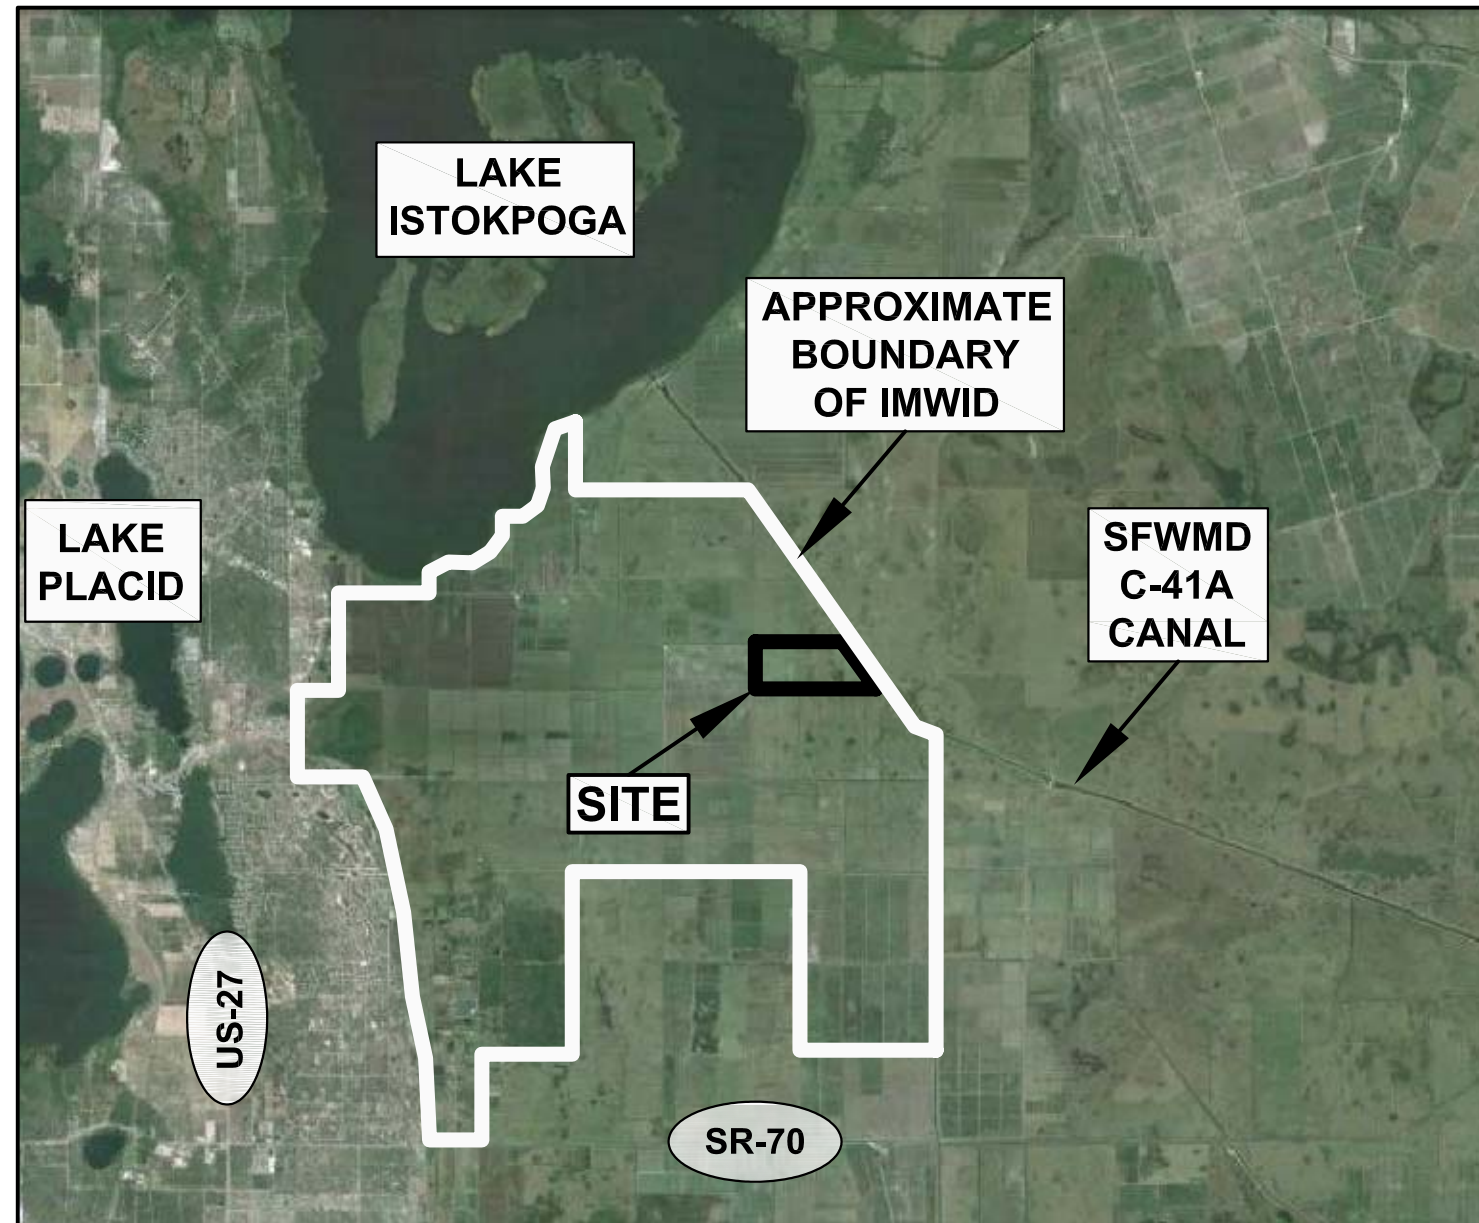 LAKE
ISTOKPOGA
APPROXIMATE
BOUNDARY
OF IMWID
LAKE
PLACID
SFWMD
C-41A
CANAL
SITE
US-27
SR-70